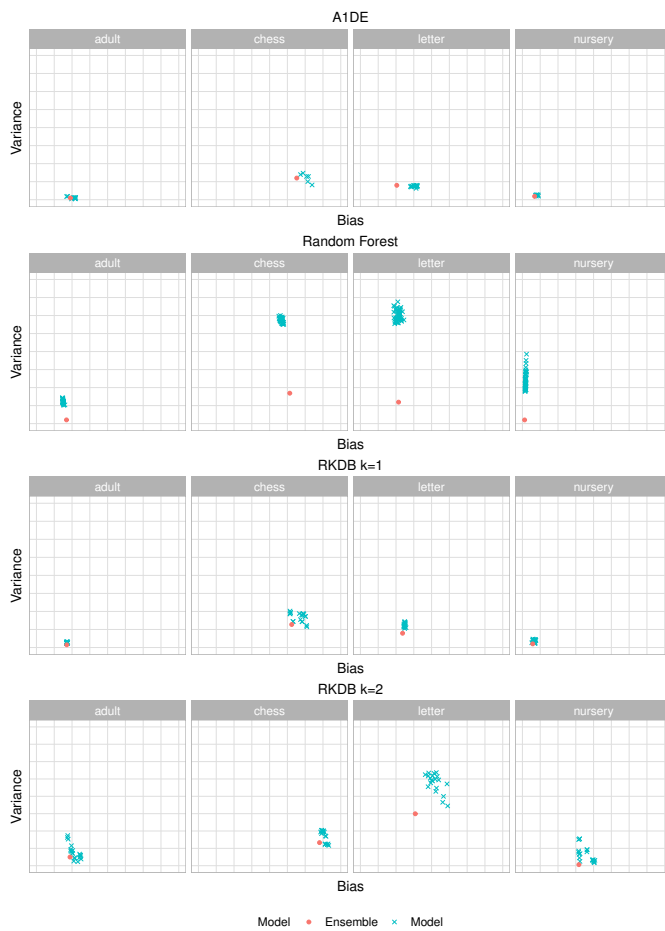 A1DE
adult chess letter nursery
Variance
Bias
Random Forest
adult chess letter nursery
Variance
Bias
RKDB k=1
adult chess letter nursery
Variance
Bias
RKDB k=2
adult chess letter nursery
Variance
Bias
Model Ensemble Model